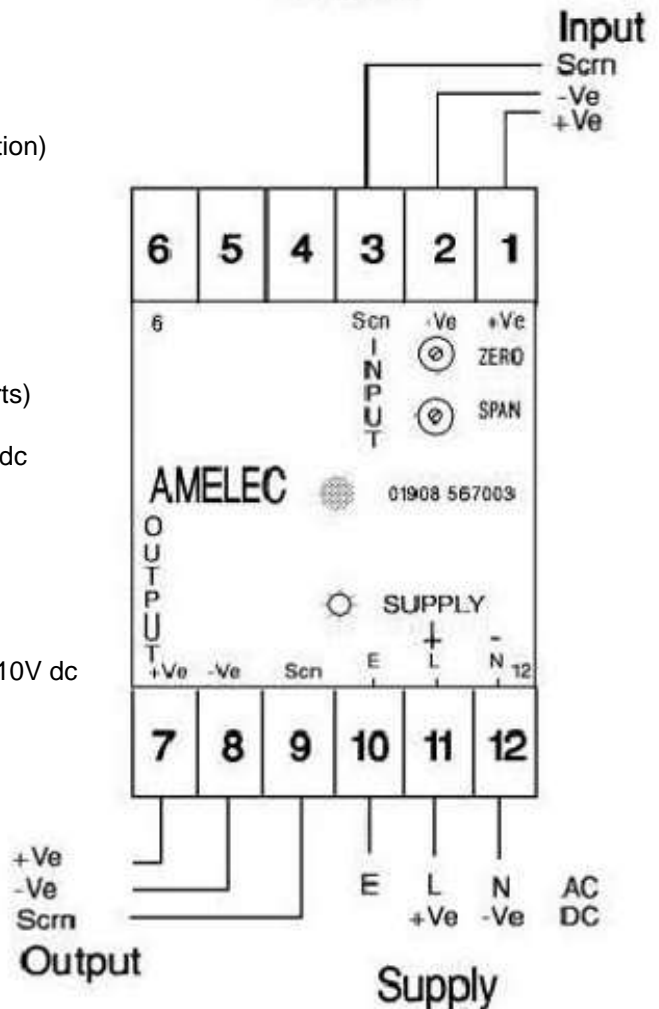 Input
Scrn
-Ve
+Ve
tion)
6 5 4 3 2 1
6 Scn -Ve +Ve
INPUT
ZERO
SPAN
rts)
dc
AMELEC 01908 567003
OUTPUT
SUPPLY
+ -
+Ve -Ve Scn E L N 12
10V dc
7 8 9 10 11 12
+Ve
-Ve
Scrn
Output
E L N AC
+Ve -Ve DC
Supply